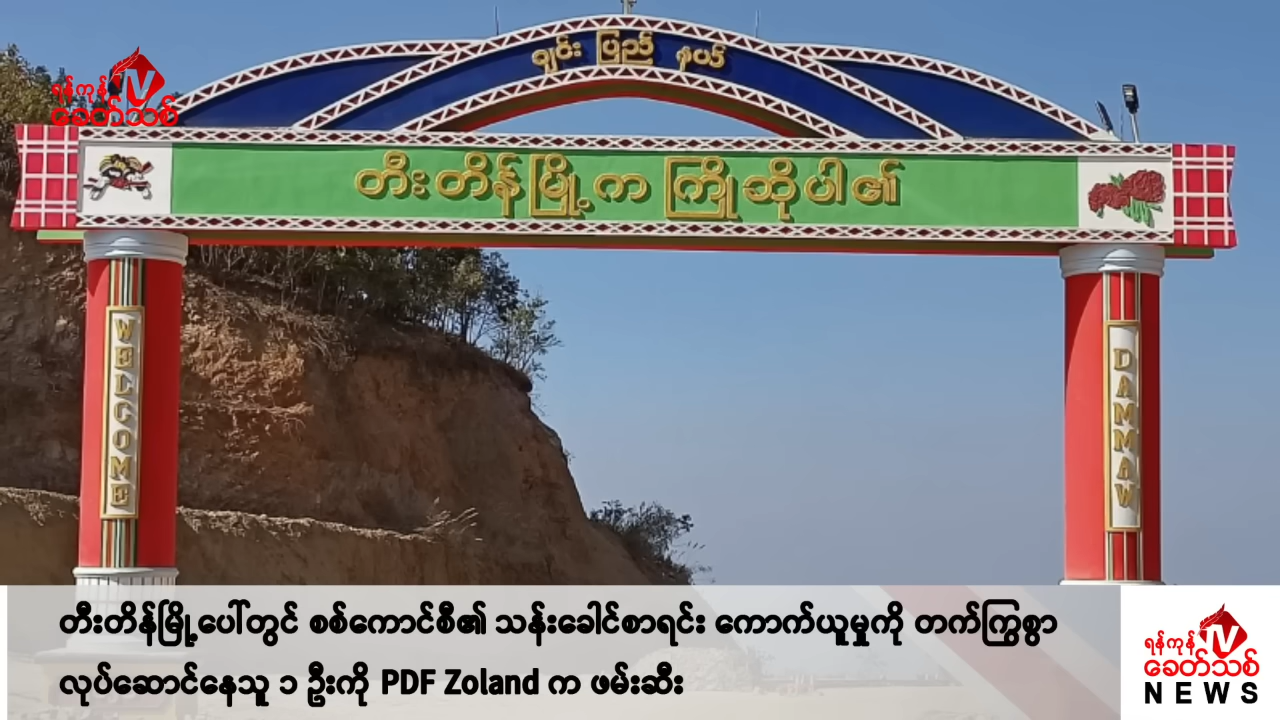 ချင်း ပြည် နယ်
ရန်ကုန် TV
ခေတ်သစ်
တီးတိန်မြို့က ကြိုဆိုပါ၏
WELCOME
DAMMAW
တီးတိန်မြို့ပေါ်တွင် စစ်ကောင်စီ၏ သန်းခေါင်စာရင်း ကောက်ယူမှုကို တက်ကြွစွာ
လုပ်ဆောင်နေသူ ၁ ဦးကို PDF Zoland က ဖမ်းဆီး
ရန်ကုန် TV
ခေတ်သစ်
NEWS